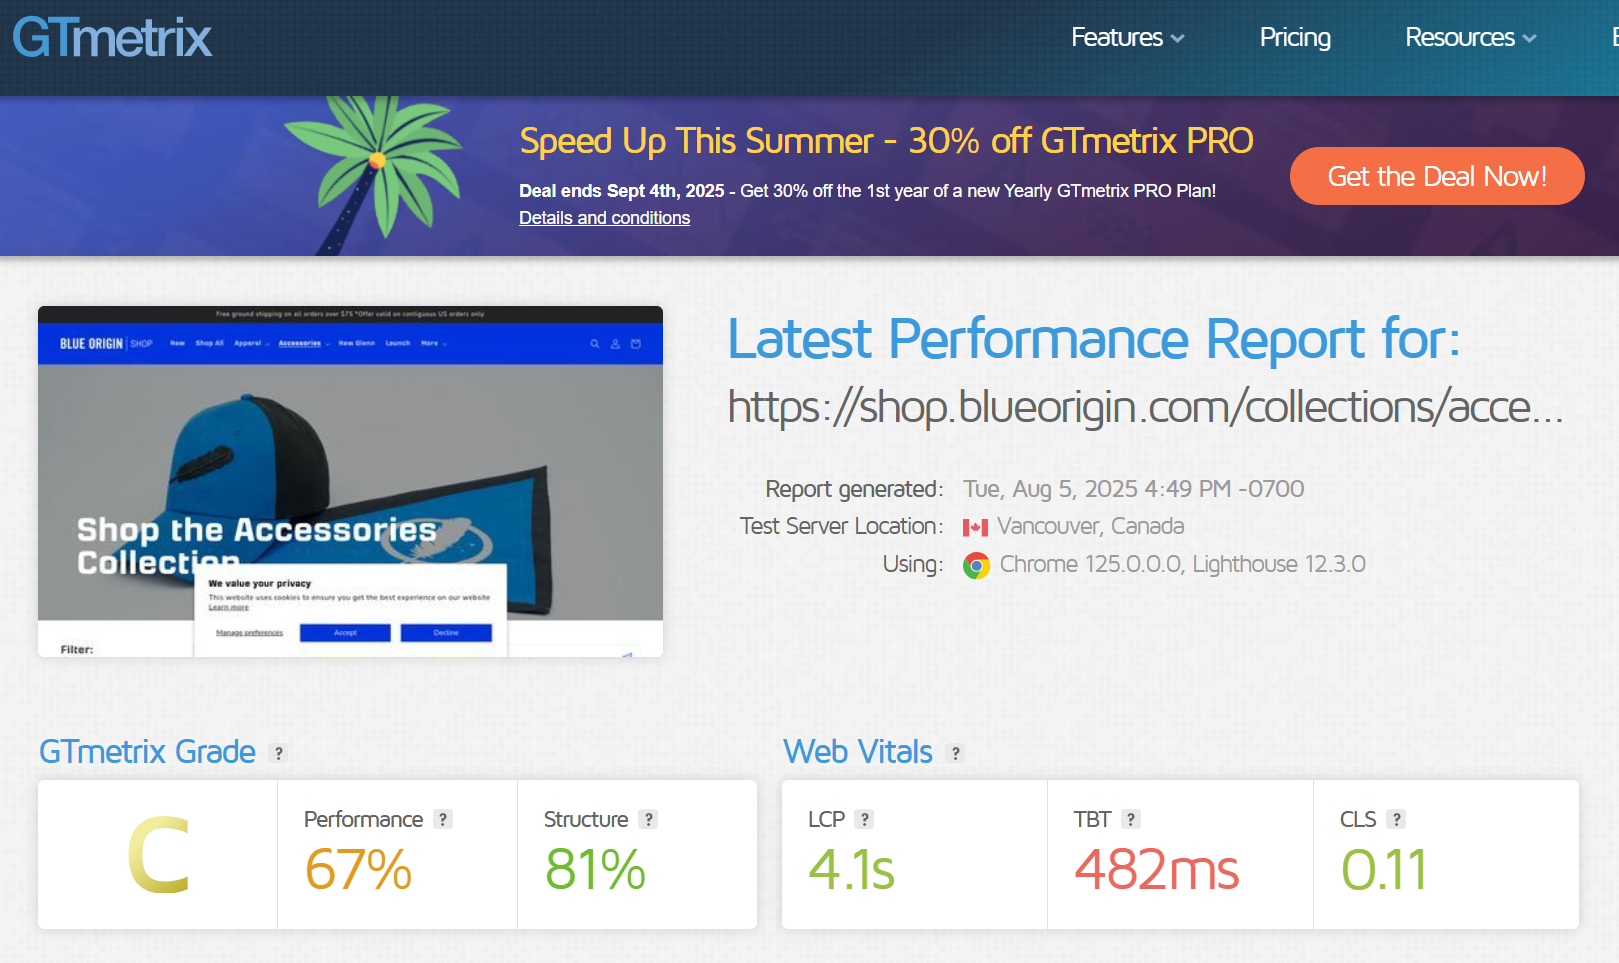 GTmetrix
Features
Pricing
Resources
Speed Up This Summer - 30% off GTmetrix PRO
Deal ends Sept 4th, 2025 - Get 30% off the 1st year of a new Yearly GTmetrix PRO Plan!
Details and conditions
Get the Deal Now!
Free ground shipping on all orders over $75 *Offer valid on contiguous US orders only
BLUE ORIGIN | SHOP
New
Shop All
Apparel
Accessories
New Glenn
Launch
More
Shop the Accessories
Collection
We value your privacy
This website uses cookies to ensure you get the best experience on our website
Learn more
Manage preferences
Accept
Decline
Filter:
Latest Performance Report for:
https://shop.blueorigin.com/collections/acce...
Report generated: Tue, Aug 5, 2025 4:49 PM -0700
Test Server Location: Vancouver, Canada
Using: Chrome 125.0.0.0, Lighthouse 12.3.0
GTmetrix Grade ?
C
Performance ?
67%
Structure ?
81%
Web Vitals ?
LCP ?
4.1s
TBT ?
482ms
CLS ?
0.11